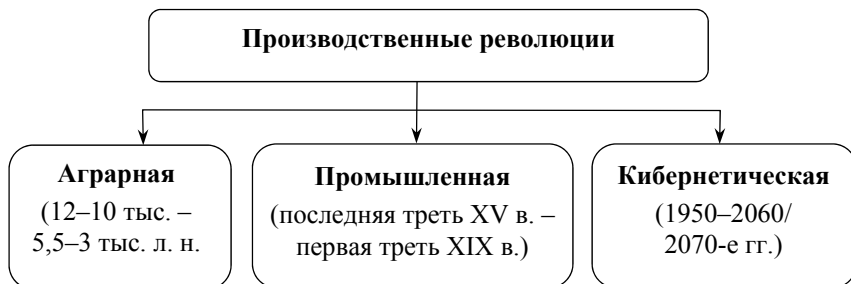 Производственные революции
Аграрная
(12–10 тыс. –
5,5–3 тыс. л. н.
Промышленная
(последняя треть XV в. –
первая треть XIX в.)
Кибернетическая
(1950–2060/
2070-е гг.)